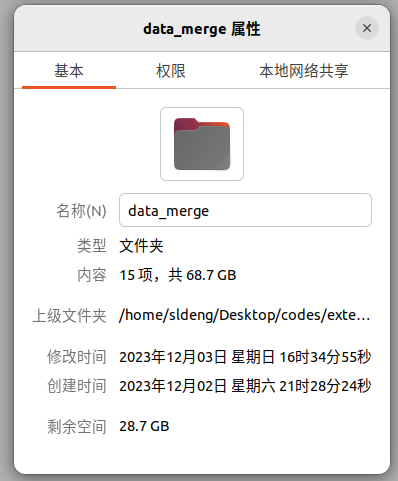 data_merge 属性
基本 权限 本地网络共享
名称(N) data_merge
类型 文件夹
内容 15 项，共 68.7 GB
上级文件夹 /home/sldeng/Desktop/codes/exte…
修改时间 2023年12月03日 星期日 16时34分55秒
创建时间 2023年12月02日 星期六 21时28分24秒
剩余空间 28.7 GB